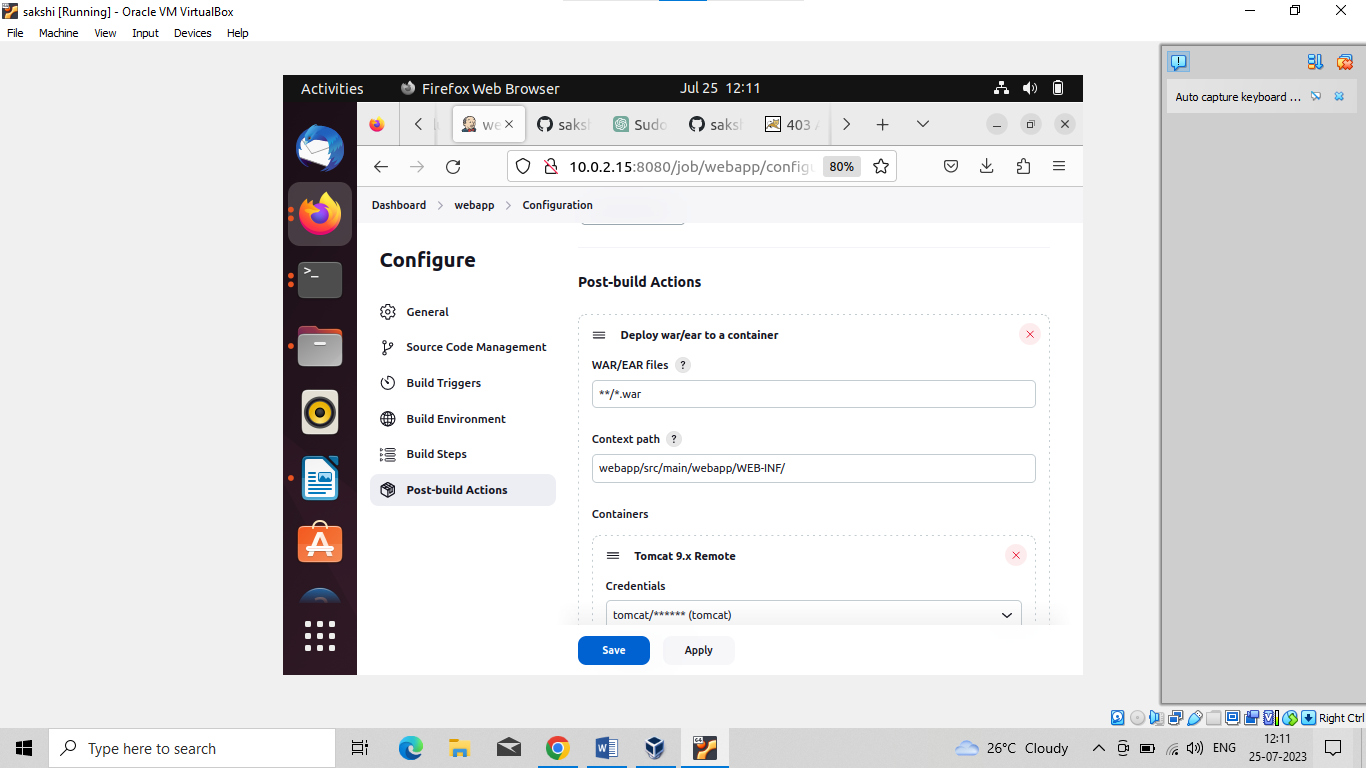 sakshi [Running] - Oracle VM VirtualBox
File Machine View Input Devices Help
Auto capture keyboard ...
Activities Firefox Web Browser Jul 25 12:11
we saksh Sudo saksh 403
10.0.2.15:8080/job/webapp/config 80%
Dashboard webapp Configuration
Configure
General
Source Code Management
Build Triggers
Build Environment
Build Steps
Post-build Actions
Post-build Actions
Deploy war/ear to a container
WAR/EAR files ?
**/*.war
Context path ?
webapp/src/main/webapp/WEB-INF/
Containers
Tomcat 9.x Remote
Credentials
tomcat/****** (tomcat)
Save Apply
Right Ctrl
Type here to search
26°C Cloudy
ENG
12:11
25-07-2023